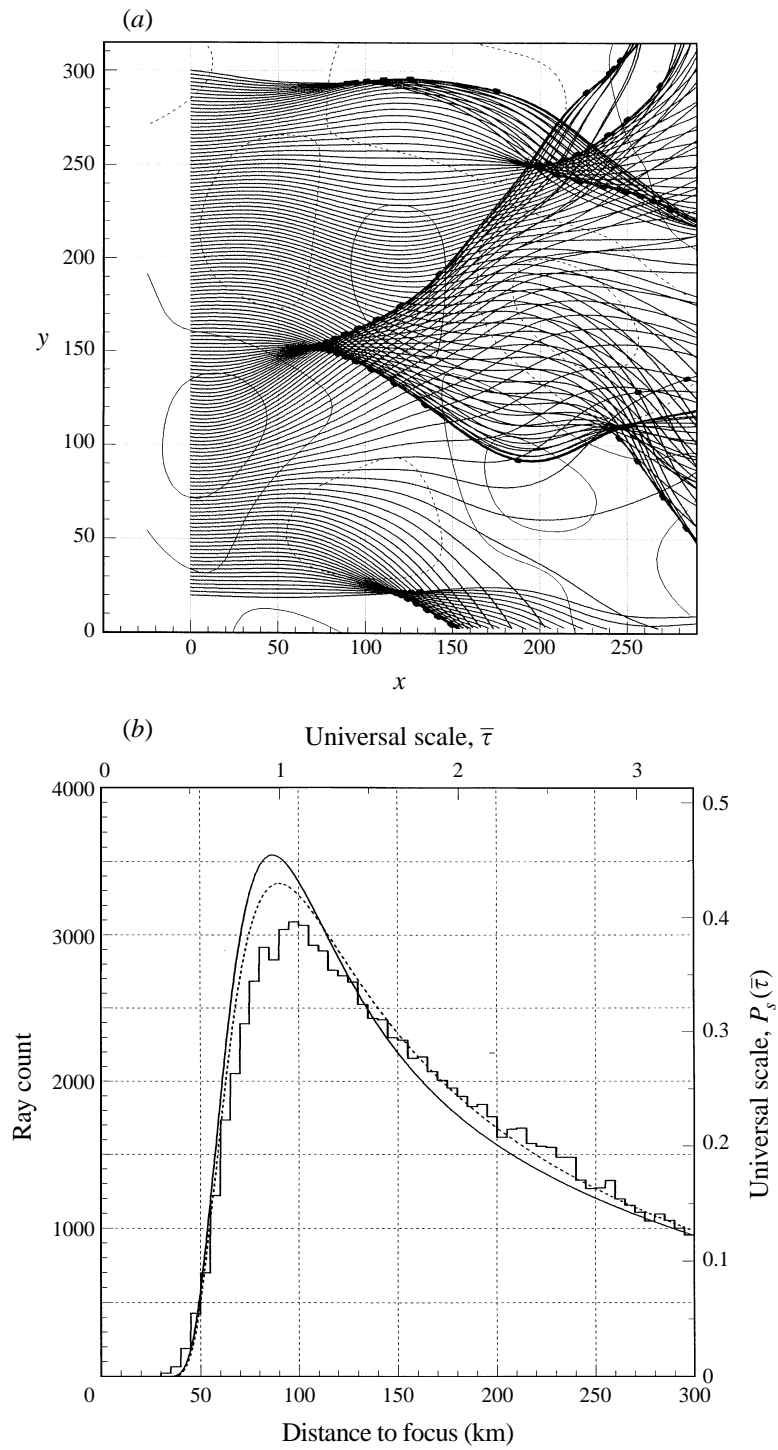 (a)
300
250
200
y
150
100
50
0
0 50 100 150 200 250
x
(b)
Universal scale, τ̅
0 1 2 3
4000 0.5
0.4
3000
Ray count
0.3
Universal scale, Pₛ(τ̅)
2000
0.2
1000
0.1
0
0 50 100 150 200 250 300
Distance to focus (km)